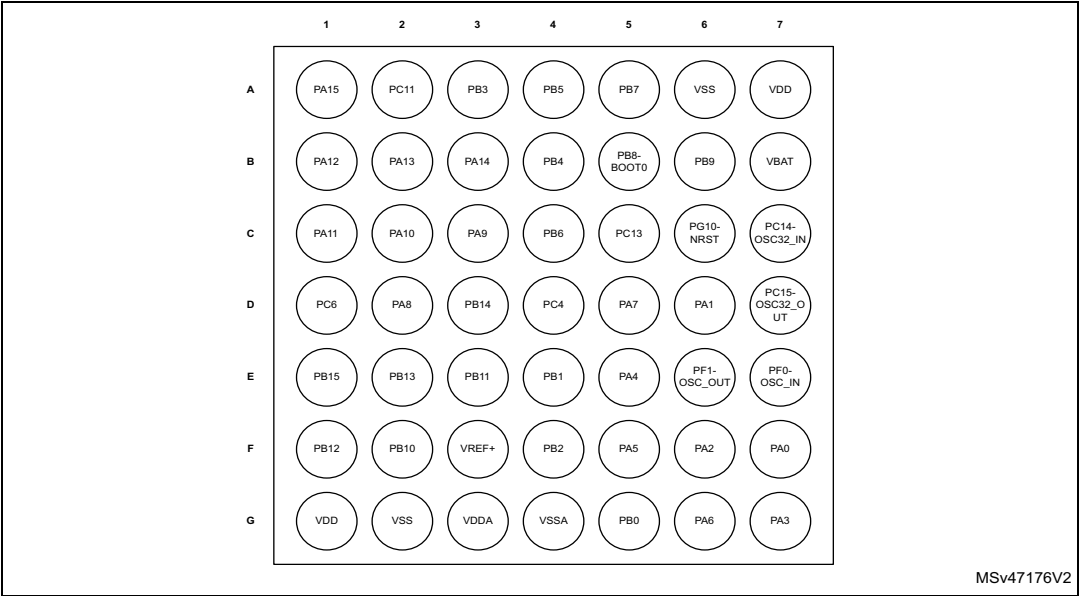 1 2 3 4 5 6 7
A PA15 PC11 PB3 PB5 PB7 VSS VDD
B PA12 PA13 PA14 PB4 PB8-
BOOT0 PB9 VBAT
C PA11 PA10 PA9 PB6 PC13 PG10-
NRST PC14-
OSC32_IN
D PC6 PA8 PB14 PC4 PA7 PA1 PC15-
OSC32_O
UT
E PB15 PB13 PB11 PB1 PA4 PF1-
OSC_OUT PF0-
OSC_IN
F PB12 PB10 VREF+ PB2 PA5 PA2 PA0
G VDD VSS VDDA VSSA PB0 PA6 PA3
MSv47176V2